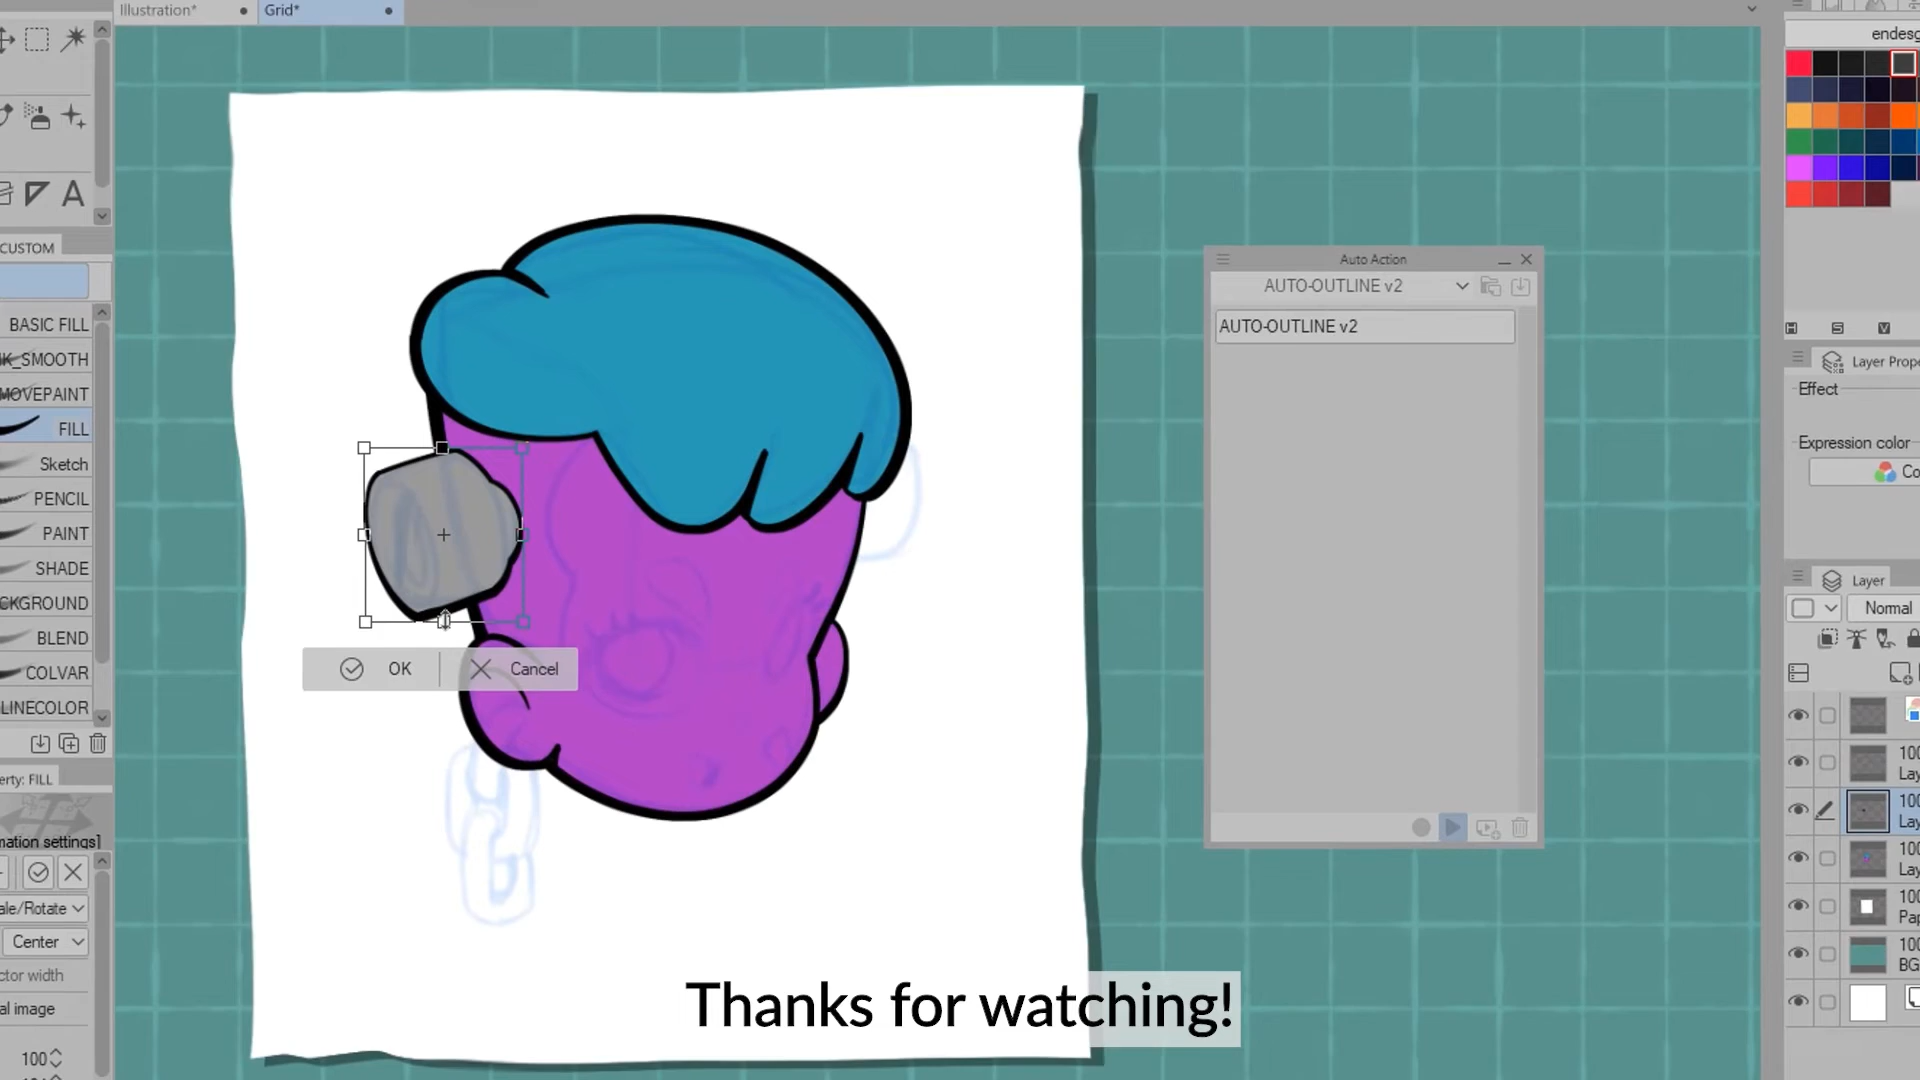 Illustration*
Grid*
CUSTOM
BASIC FILL
NK_SMOOTH
MOVEPAINT
FILL
Sketch
PENCIL
PAINT
SHADE
CKGROUND
BLEND
COLVAR
LINECOLOR
erty: FILL
mation settings]
ale/Rotate
Center
ctor width
al image
100
A
OK
Cancel
Auto Action
AUTO-OUTLINE v2
AUTO-OUTLINE v2
Thanks for watching!
endesg
H
S
V
Layer Prope
Effect
Expression color
Co
Layer
Normal
100
Lay
100
Lay
100
Lay
100
Pap
100
BG